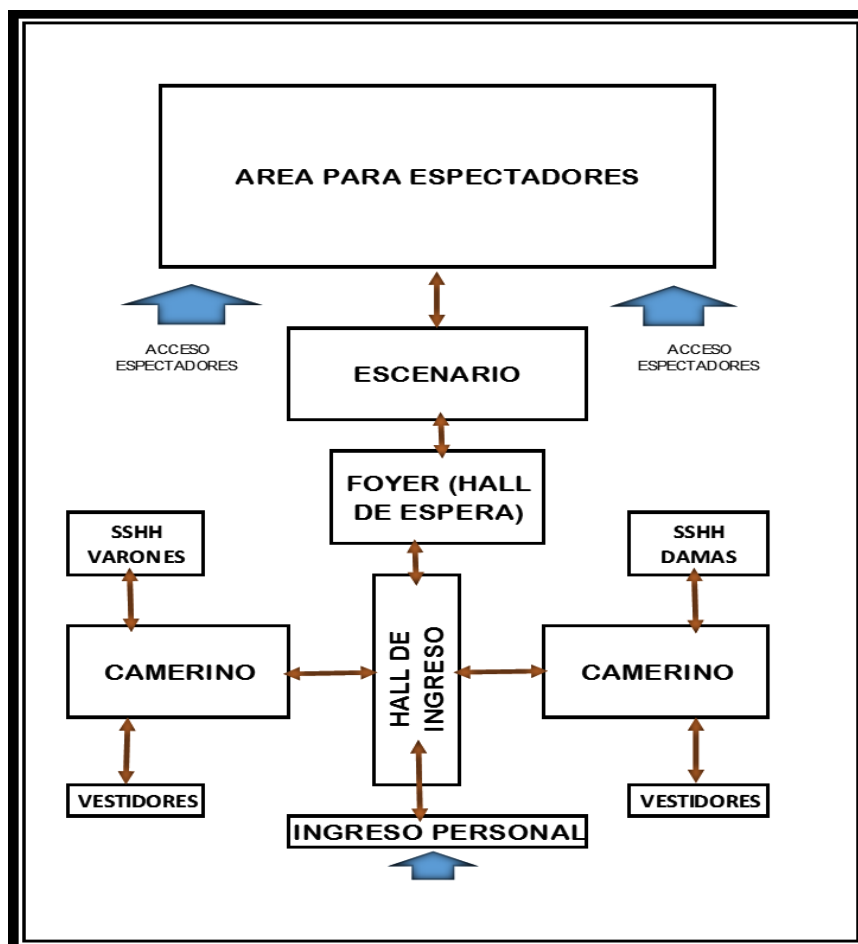 AREA PARA ESPECTADORES
ACCESO
ESPECTADORES
ACCESO
ESPECTADORES
ESCENARIO
FOYER (HALL
DE ESPERA)
SSHH
VARONES
SSHH
DAMAS
CAMERINO
HALL DE
INGRESO
CAMERINO
VESTIDORES
VESTIDORES
INGRESO PERSONAL